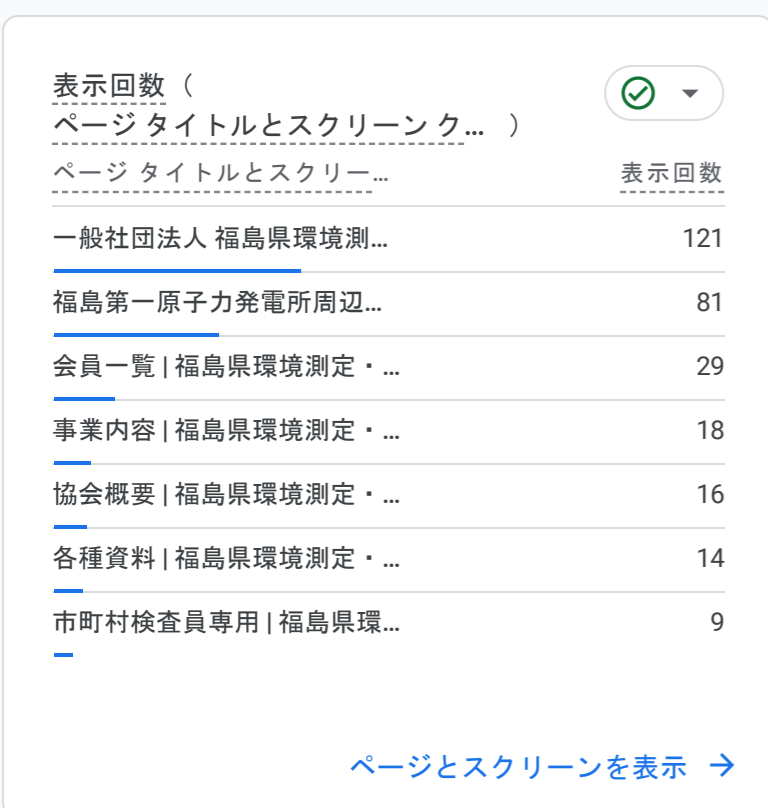 表示回数（
ページ タイトルとスクリーン ク... ）
ページ タイトルとスクリー... 表示回数
一般社団法人 福島県環境測... 121
福島第一原子力発電所周辺... 81
会員一覧 | 福島県環境測定・... 29
事業内容 | 福島県環境測定・... 18
協会概要 | 福島県環境測定・... 16
各種資料 | 福島県環境測定・... 14
市町村検査員専用 | 福島県環... 9
ページとスクリーンを表示 →